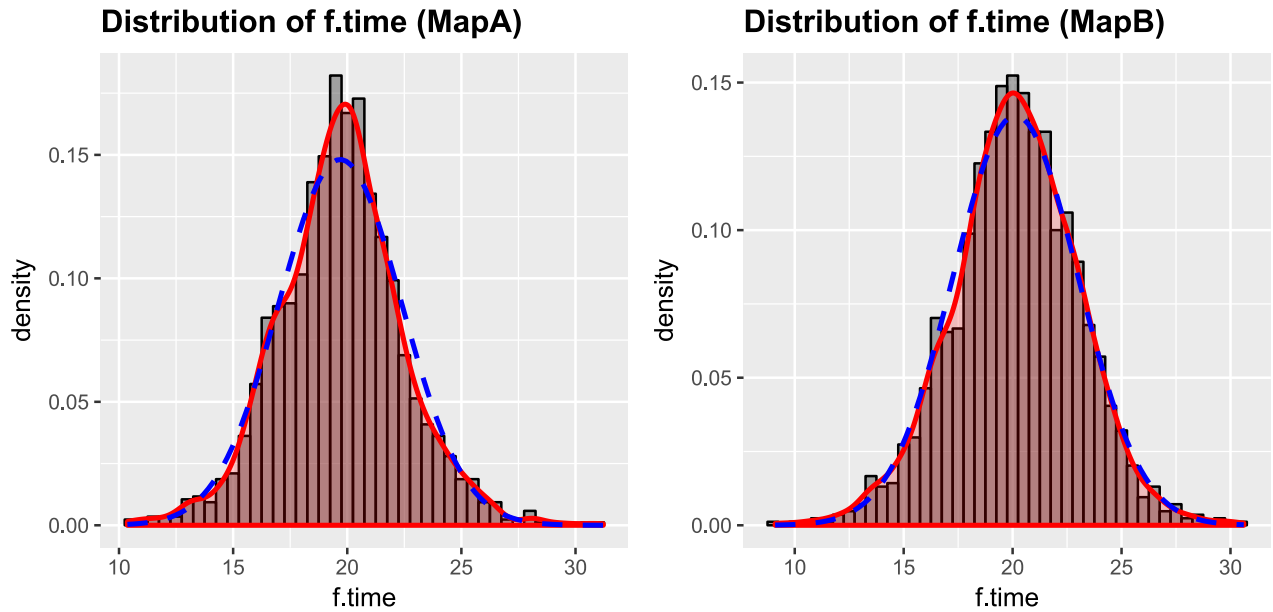 Distribution of f.time (MapA)
density
0.15
0.10
0.05
0.00
10 15 20 25 30
f.time
Distribution of f.time (MapB)
density
0.15
0.10
0.05
0.00
10 15 20 25 30
f.time